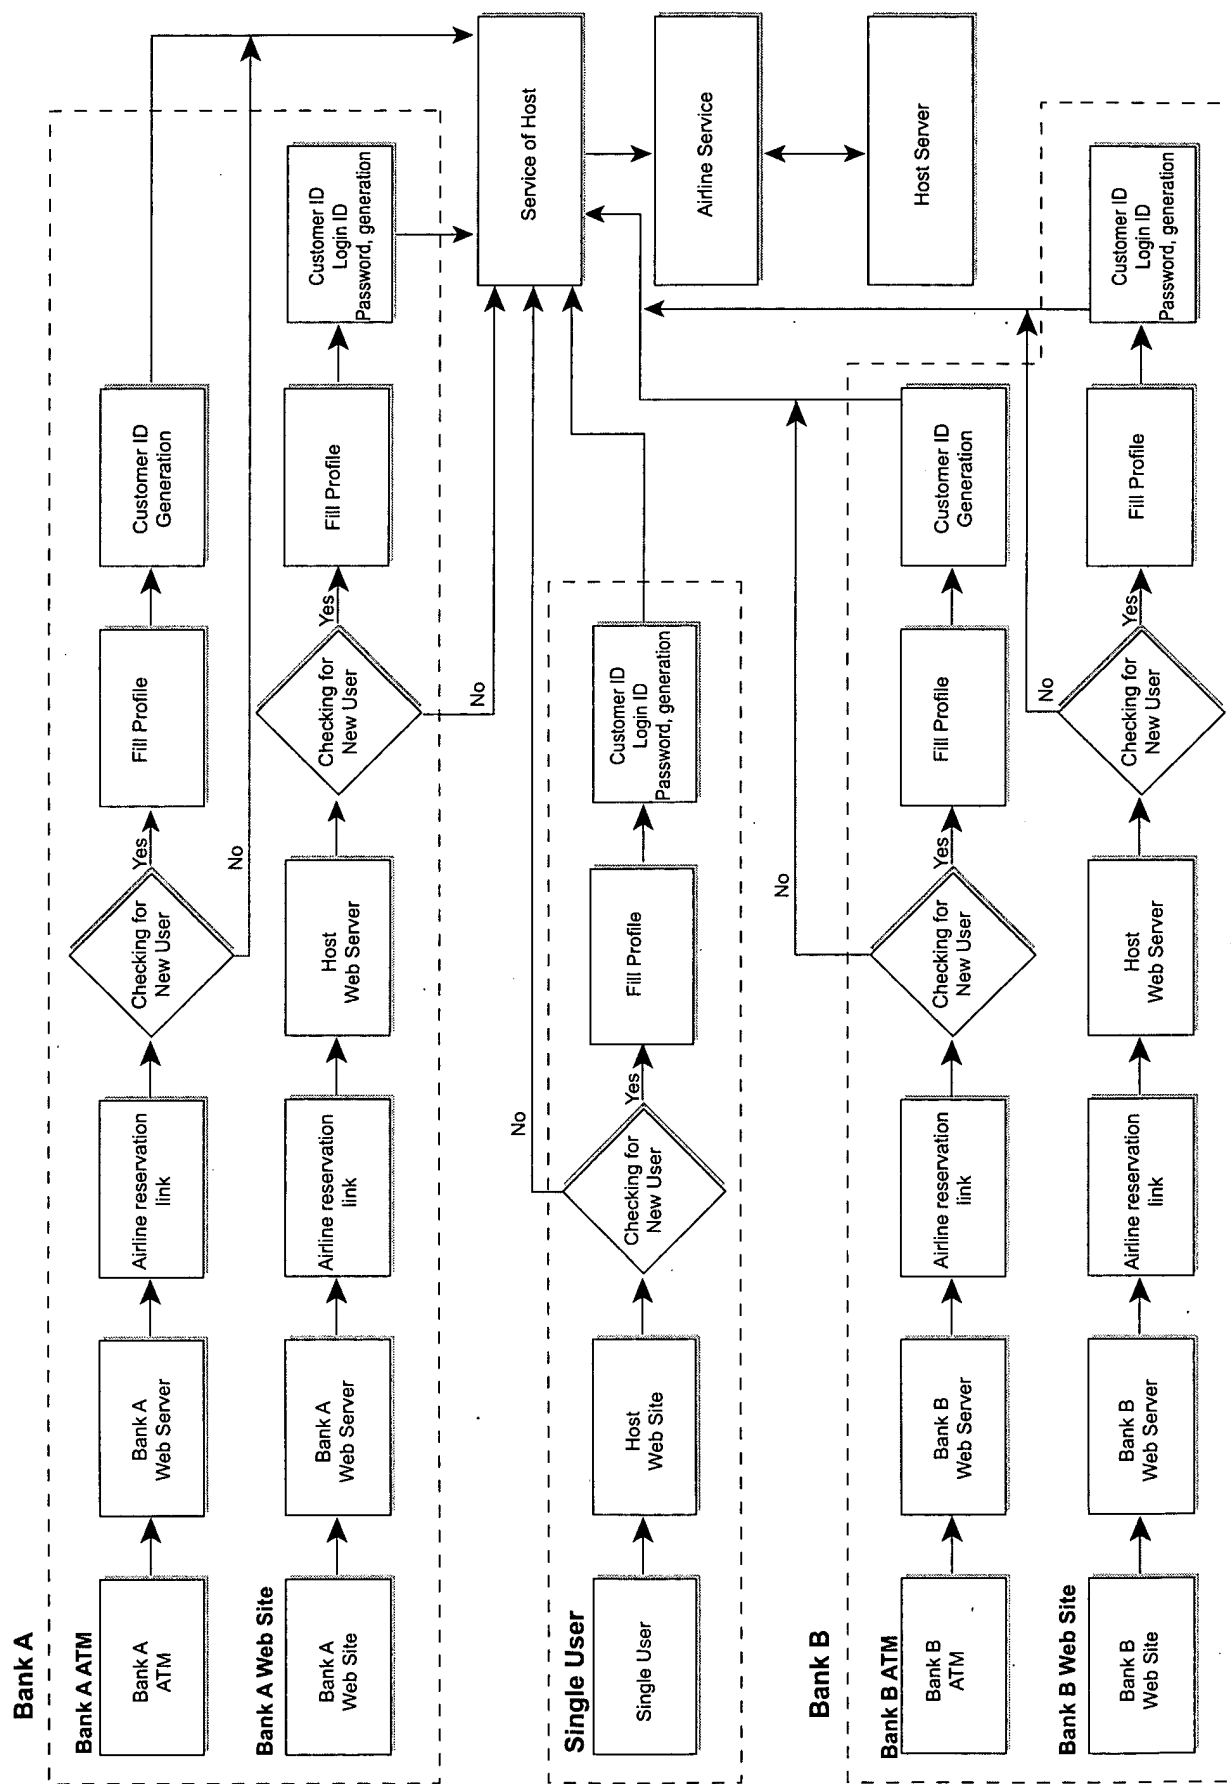 Bank A
Bank A ATM
Bank A
ATM
Bank A
Web Server
Airline reservation
link
Checking for
New User
Yes
No
Fill Profile
Customer ID
Generation
Bank A Web Site
Bank A
Web Site
Bank A
Web Server
Airline reservation
link
Host
Web Server
Checking for
New User
Yes
No
Fill Profile
Customer ID
Login ID
Password, generation
Single User
Single User
Host
Web Site
Checking for
New User
Yes
No
Fill Profile
Customer ID
Login ID
Password, generation
Service of Host
Airline Service
Host Server
Bank B
Bank B ATM
Bank B
ATM
Bank B
Web Server
Airline reservation
link
Checking for
New User
Yes
No
Fill Profile
Customer ID
Generation
Bank B Web Site
Bank B
Web Site
Bank B
Web Server
Airline reservation
link
Host
Web Server
Checking for
New User
Yes
No
Fill Profile
Customer ID
Login ID
Password, generation